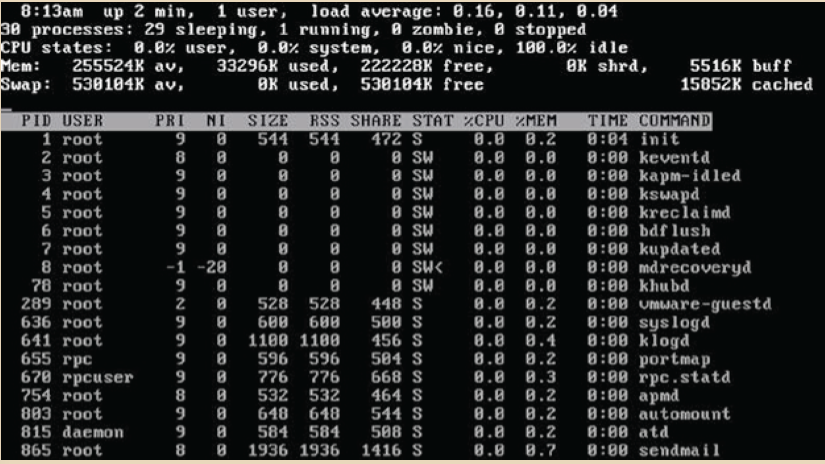 8:13am up 2 min, 1 user, load average: 0.16, 0.11, 0.04
30 processes: 29 sleeping, 1 running, 0 zombie, 0 stopped
CPU states: 0.0% user, 0.0% system, 0.0% nice, 100.0% idle
Mem: 255524K av, 33296K used, 222228K free, 0K shrd, 5516K buff
Swap: 530104K av, 0K used, 530104K free 15852K cached
PID USER PRI NI SIZE RSS SHARE STAT %CPU %MEM TIME COMMAND
1 root 9 0 544 544 472 S 0.0 0.2 0:04 init
2 root 8 0 0 0 0 SW 0.0 0.0 0:00 keventd
3 root 9 0 0 0 0 SW 0.0 0.0 0:00 kapm-idled
4 root 9 0 0 0 0 SW 0.0 0.0 0:00 kswapd
5 root 9 0 0 0 0 SW 0.0 0.0 0:00 kreclaimd
6 root 9 0 0 0 0 SW 0.0 0.0 0:00 bdflush
7 root 9 0 0 0 0 SW 0.0 0.0 0:00 kupdated
8 root -1 -20 0 0 0 SW< 0.0 0.0 0:00 mdrecoveryd
78 root 9 0 0 0 0 SW 0.0 0.0 0:00 khubd
289 root 2 0 528 528 448 S 0.0 0.2 0:00 vmware-guestd
636 root 9 0 600 600 500 S 0.0 0.2 0:00 syslogd
641 root 9 0 1100 1100 456 S 0.0 0.4 0:00 klogd
655 rpc 9 0 596 596 504 S 0.0 0.2 0:00 portmap
670 rpcuser 9 0 776 776 668 S 0.0 0.3 0:00 rpc.statd
754 root 8 0 532 532 464 S 0.0 0.2 0:00 apmd
803 root 9 0 648 648 544 S 0.0 0.2 0:00 automount
815 daemon 9 0 584 584 508 S 0.0 0.2 0:00 atd
865 root 8 0 1936 1936 1416 S 0.0 0.7 0:00 sendmail